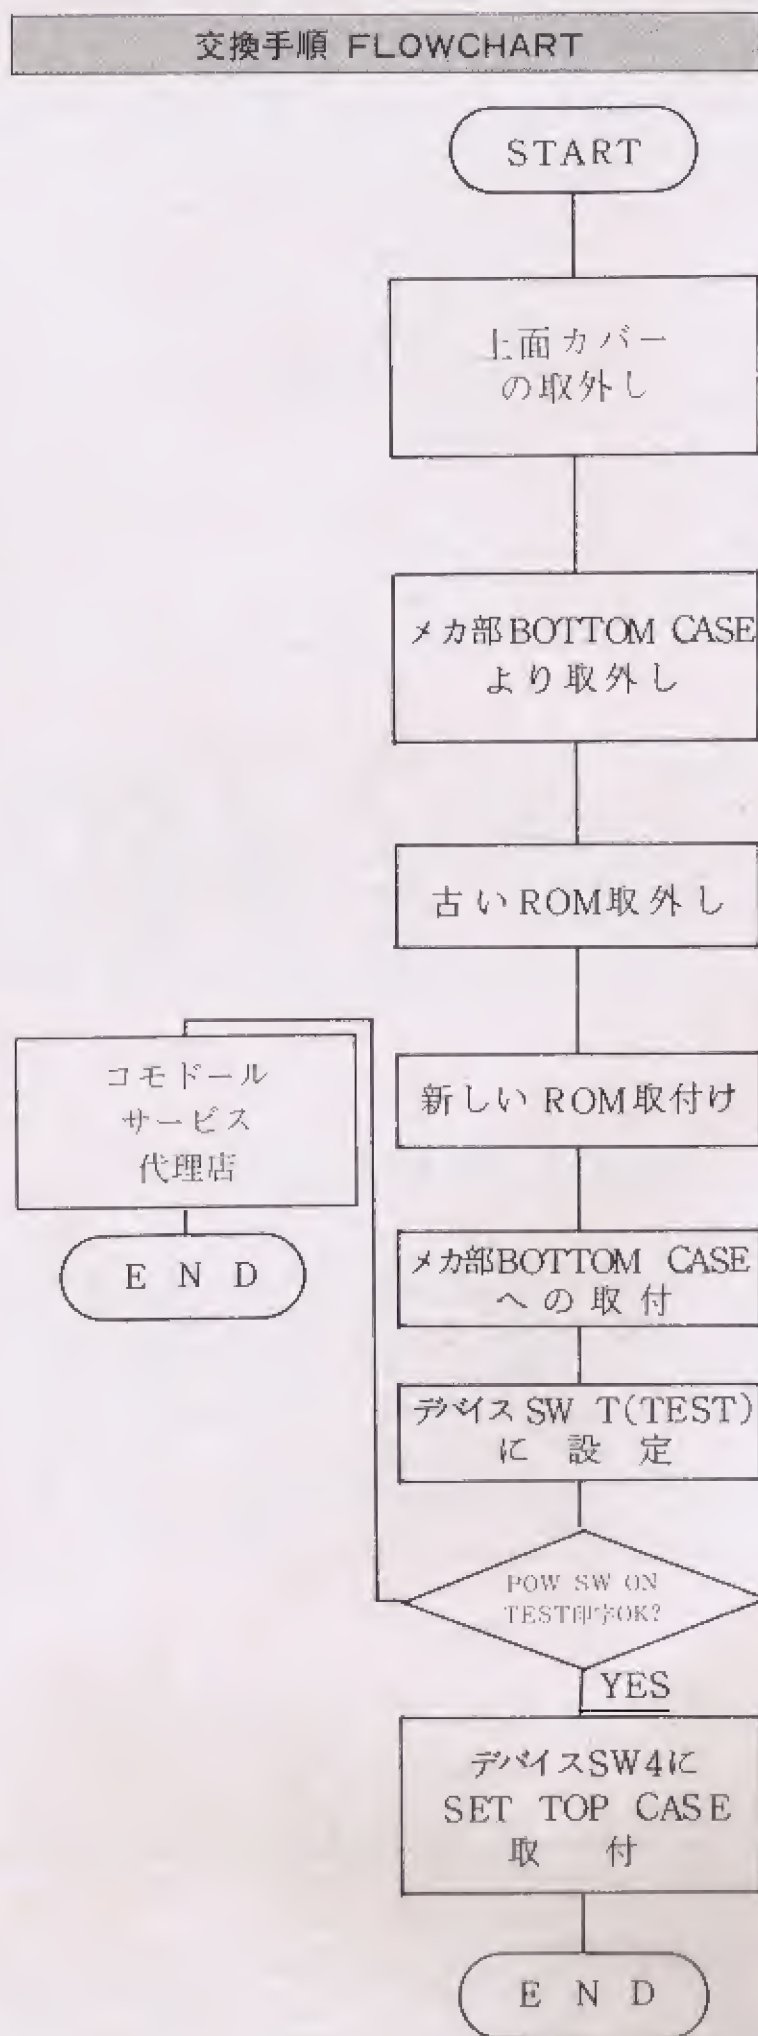 交換手順 FLOWCHART
START
上面カバー
の取外し
メカ部BOTTOM CASE
より取外し
古いROM取外し
新しいROM取付け
メカ部BOTTOM CASE
への取付
デバイスSW T(TEST)
に設定
POW SW ON
TEST印字OK?
YES
デバイスSW4に
SET TOP CASE
取付
END
コモドール
サービス
代理店
END